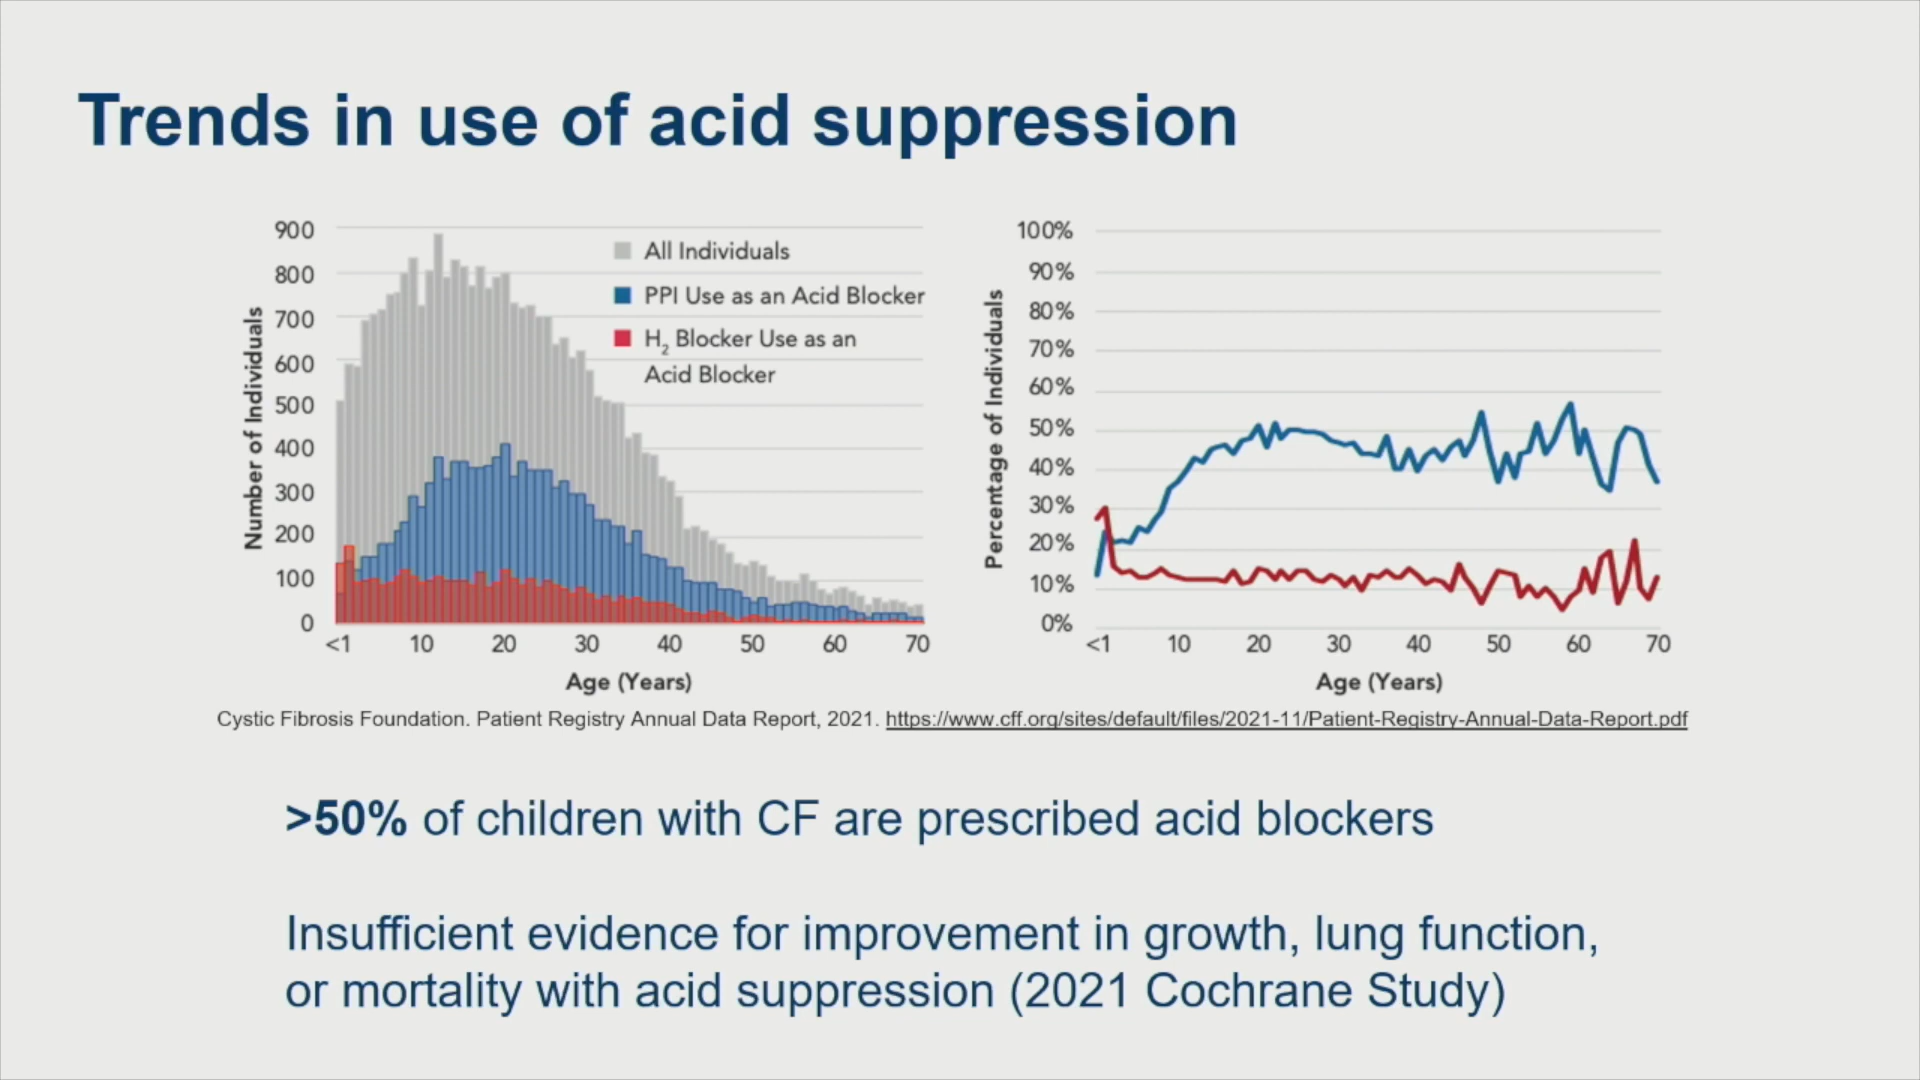 Trends in use of acid suppression
900
800
700
600
500
400
300
200
100
0
Number of Individuals
All Individuals
PPI Use as an Acid Blocker
H2 Blocker Use as an
Acid Blocker
<1 10 20 30 40 50 60 70
Age (Years)
100%
90%
80%
70%
60%
50%
40%
30%
20%
10%
0%
Percentage of Individuals
<1 10 20 30 40 50 60 70
Age (Years)
Cystic Fibrosis Foundation. Patient Registry Annual Data Report, 2021. https://www.cff.org/sites/default/files/2021-11/Patient-Registry-Annual-Data-Report.pdf
>50% of children with CF are prescribed acid blockers
Insufficient evidence for improvement in growth, lung function,
or mortality with acid suppression (2021 Cochrane Study)